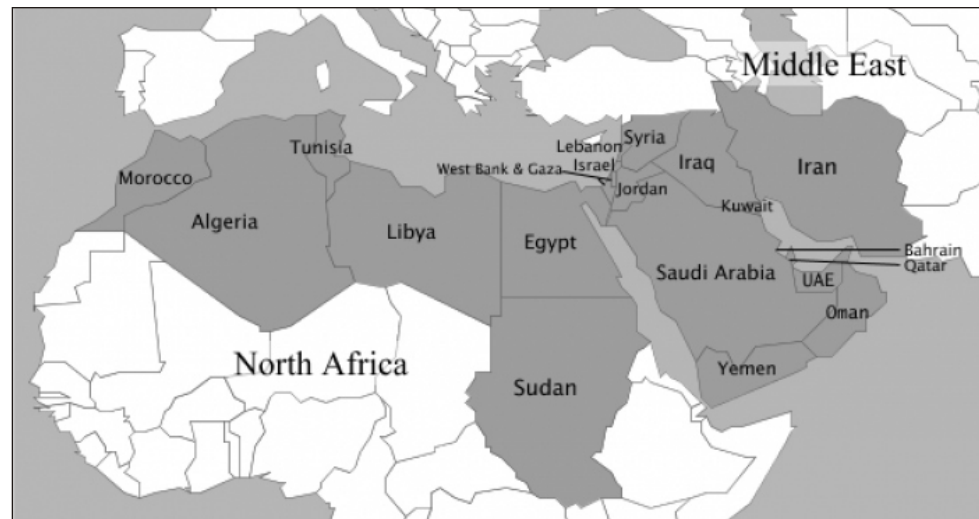 Middle East
Tunisia
Lebanon
Syria
Israel
West Bank & Gaza
Iraq
Iran
Morocco
Jordan
Kuwait
Algeria
Libya
Egypt
Saudi Arabia
Bahrain
Qatar
UAE
Oman
North Africa
Yemen
Sudan